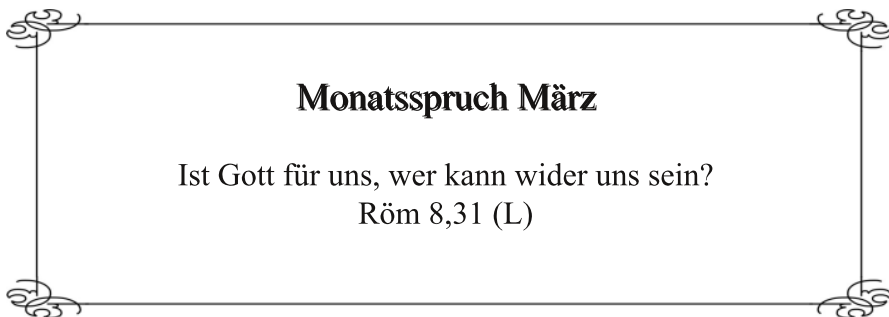 Monatsspruch März
Ist Gott für uns, wer kann wider uns sein?
Röm 8,31 (L)